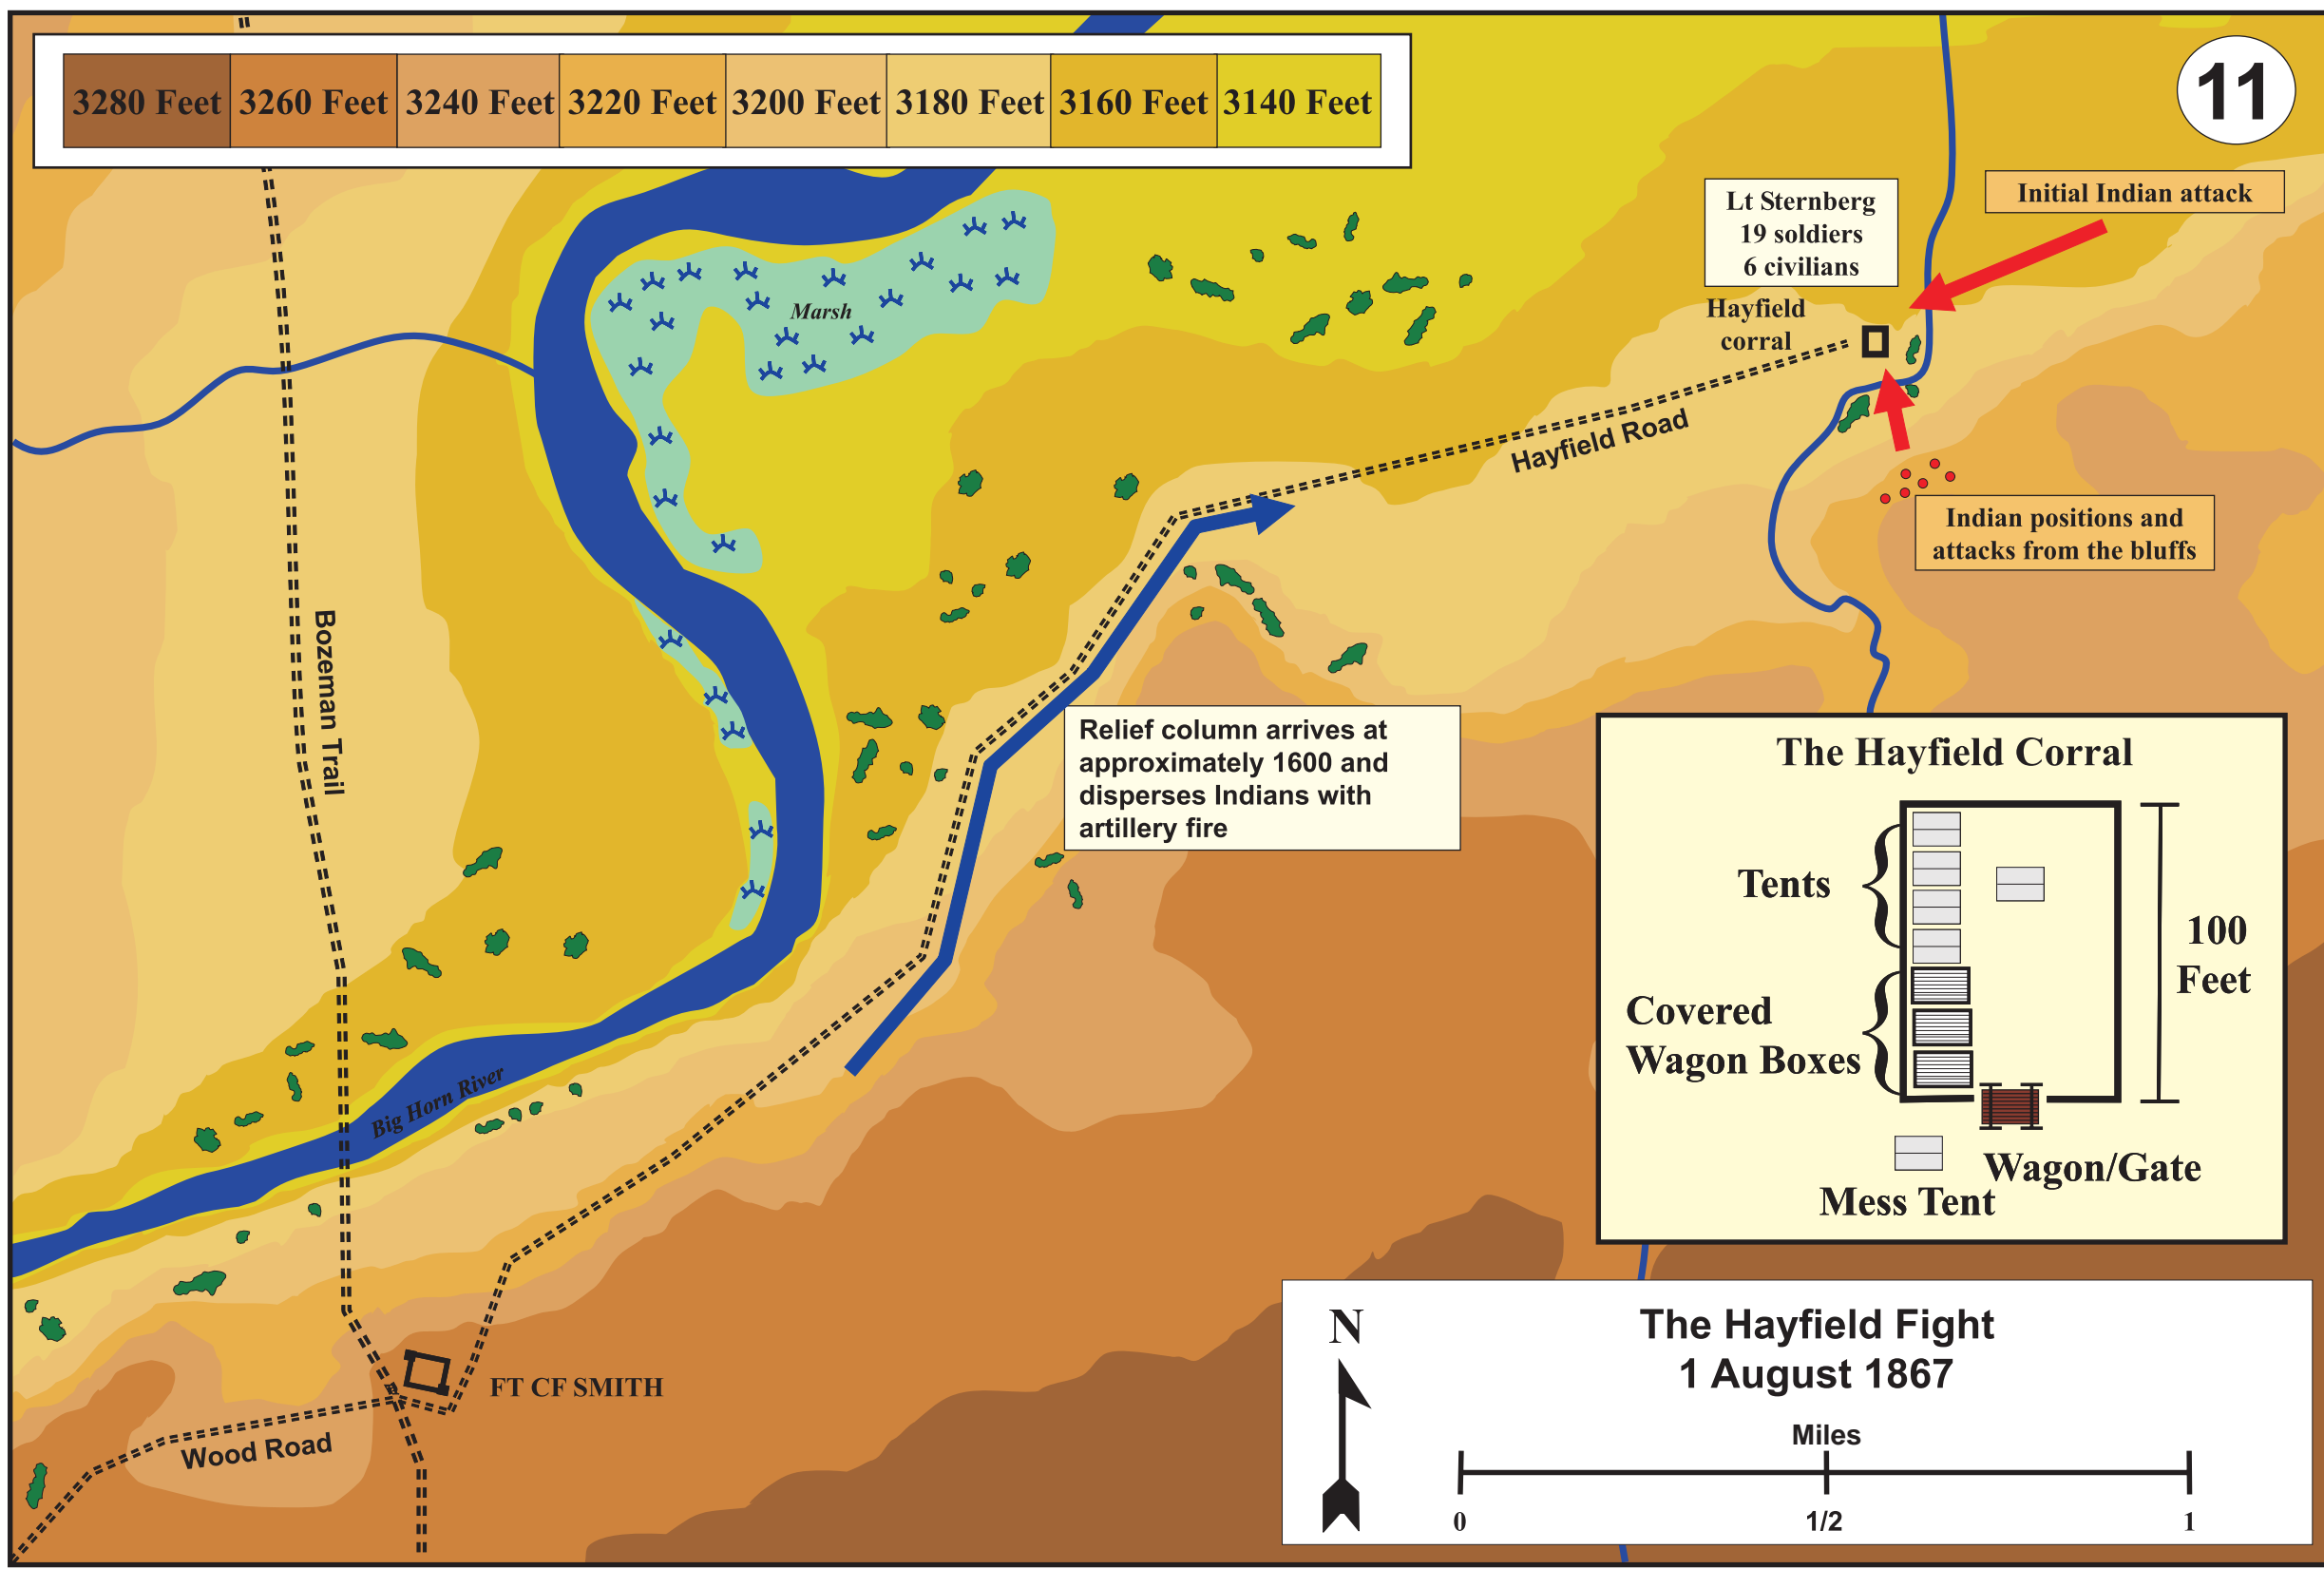 3280 Feet 3260 Feet 3240 Feet 3220 Feet 3200 Feet 3180 Feet 3160 Feet 3140 Feet
11
Lt Sternberg
19 soldiers
6 civilians
Initial Indian attack
Hayfield
corral
Marsh
Hayfield Road
Indian positions and
attacks from the bluffs
Bozeman Trail
Relief column arrives at
approximately 1600 and
disperses Indians with
artillery fire
Big Horn River
FT CF SMITH
Wood Road
The Hayfield Corral
Tents
100
Feet
Covered
Wagon Boxes
Wagon/Gate
Mess Tent
N
The Hayfield Fight
1 August 1867
Miles
0 1/2 1